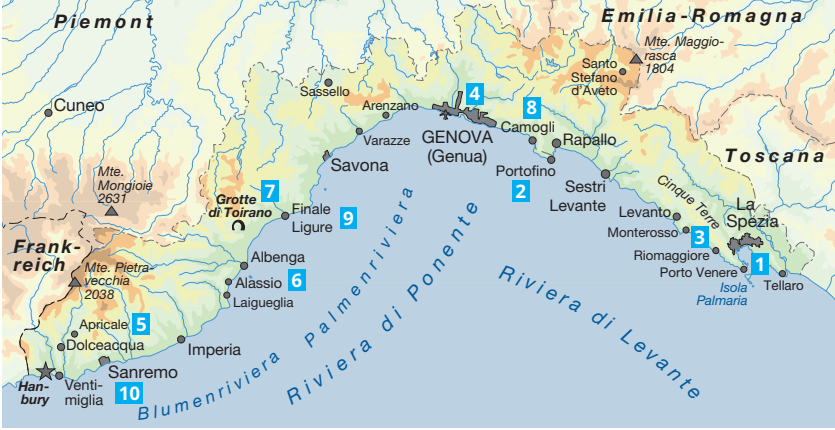 Piemont
Emilia-Romagna
Mte. Maggio-
rasca
1804
Santo
Stefano
d'Aveto
Sassello
Cuneo
Arenzano
4
8
GENOVA
(Genua)
Camogli
Rapallo
Varazze
Savona
Portofino
Toscana
Mte.
Mongioie
2631
7
2
Sestri
Levante
Cinque Terre
Grotte
di Toirano
Finale
Ligure
9
La
Spezia
Levanto
Monterosso
3
Frank-
reich
Riomaggiore
Albenga
Porto Venere
1
Mte. Pietra-
vecchia
2038
Alassio
6
Tellaro
Laigueglia
Isola
Palmaria
Apricale
5
Dolceacqua
Imperia
Sanremo
Han-
bury
Venti-
miglia
10
Blumenriviera
Palmenriviera
Riviera di Ponente
Riviera di Levante